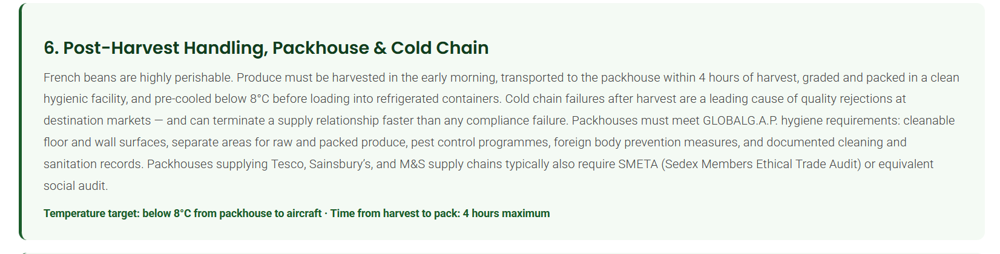 6. Post-Harvest Handling, Packhouse & Cold Chain
French beans are highly perishable. Produce must be harvested in the early morning, transported to the packhouse within 4 hours of harvest, graded and packed in a clean
hygienic facility, and pre-cooled below 8°C before loading into refrigerated containers. Cold chain failures after harvest are a leading cause of quality rejections at
destination markets — and can terminate a supply relationship faster than any compliance failure. Packhouses must meet GLOBALG.A.P. hygiene requirements: cleanable
floor and wall surfaces, separate areas for raw and packed produce, pest control programmes, foreign body prevention measures, and documented cleaning and
sanitation records. Packhouses supplying Tesco, Sainsbury’s, and M&S supply chains typically also require SMETA (Sedex Members Ethical Trade Audit) or equivalent
social audit.
Temperature target: below 8°C from packhouse to aircraft · Time from harvest to pack: 4 hours maximum